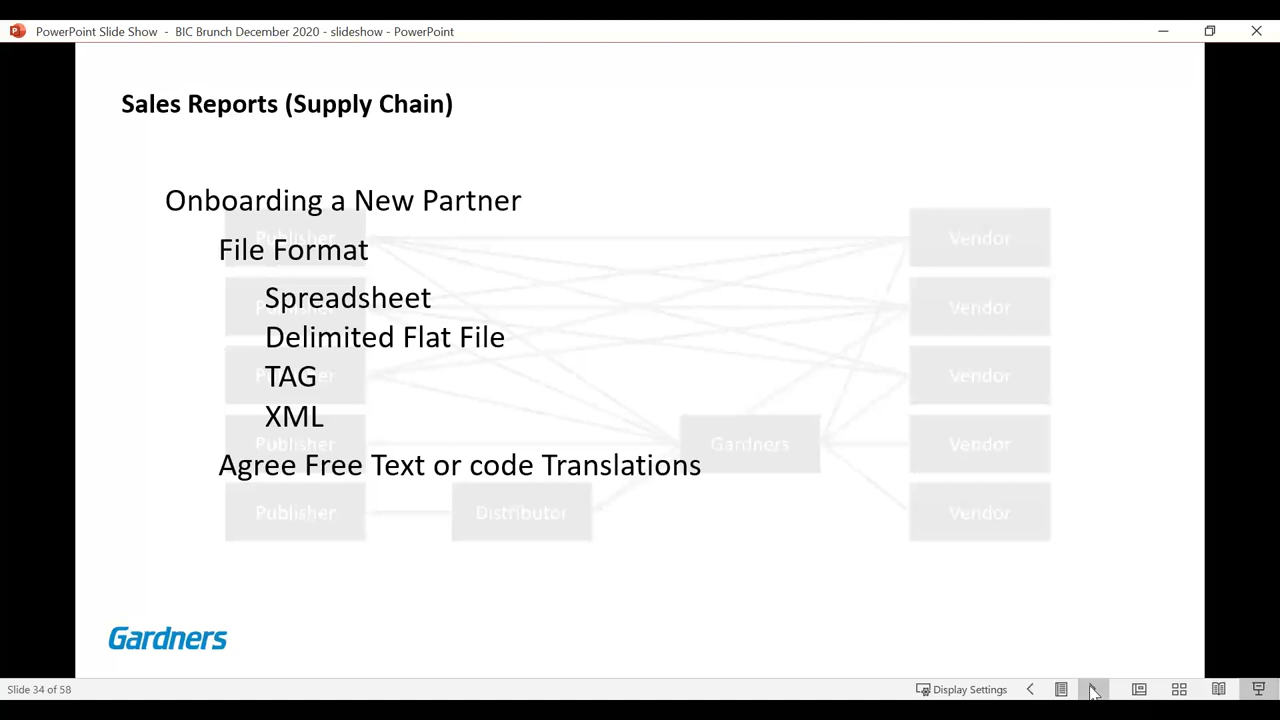 PowerPoint Slide Show - BIC Brunch December 2020 - slideshow - PowerPoint
Sales Reports (Supply Chain)
Onboarding a New Partner
Publisher
Vendor
File Format
Spreadsheet
Publisher
Vendor
Delimited Flat File
TAG
Publisher
Vendor
XML
Publisher
Gardners
Vendor
Agree Free Text or code Translations
Publisher
Distributor
Vendor
Gardners
Slide 34 of 58
Display Settings